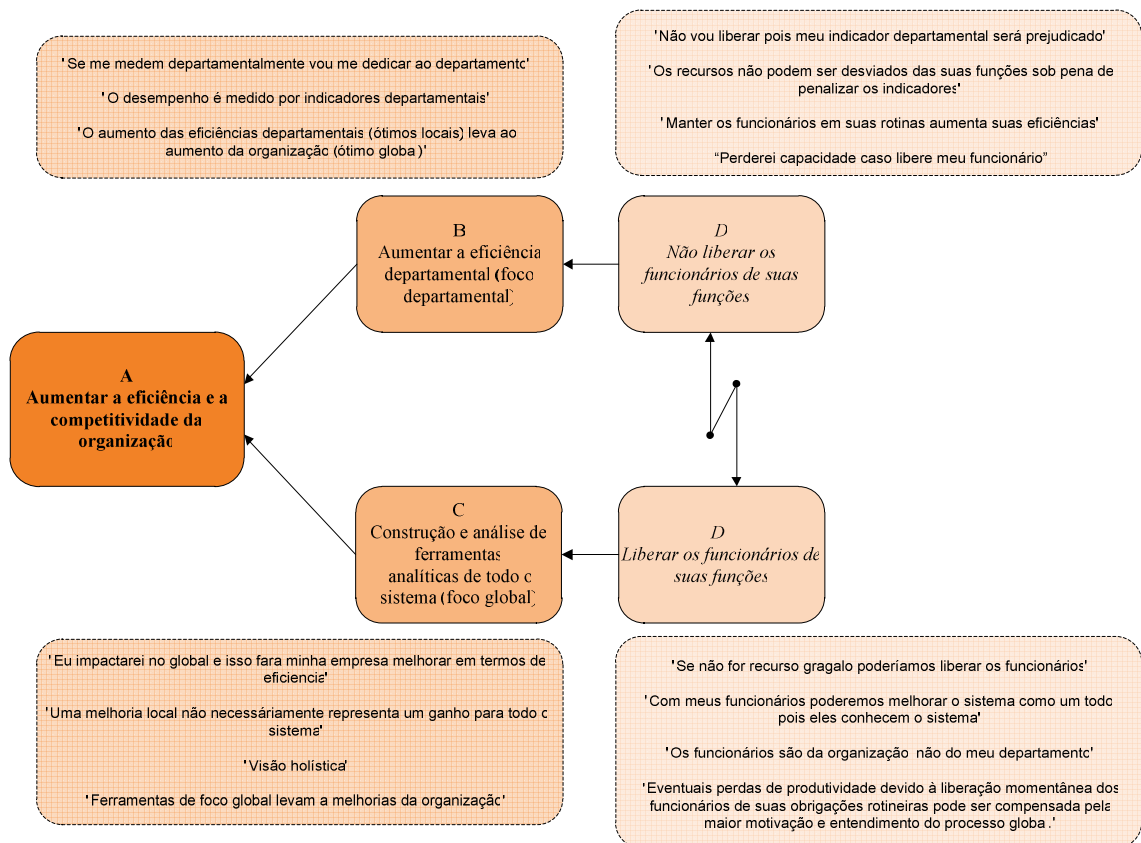 'Se me medem departamentalmente vou me dedicar ao departamento'
'O desempenho é medido por indicadores departamentais'
'O aumento das eficiências departamentais (ótimos locais) leva ao
aumento da organização (ótimo global)'
'Não vou liberar pois meu indicador departamental será prejudicado'
'Os recursos não podem ser desviados das suas funções sob pena de
penalizar os indicadores'
'Manter os funcionários em suas rotinas aumenta suas eficiências'
“Perderei capacidade caso libere meu funcionário”
B
Aumentar a eficiência
departamental (foco
departamental)
D
Não liberar os
funcionários de suas
funções
A
Aumentar a eficiência e a
competitividade da
organização
C
Construção e análise de
ferramentas
analíticas de todo o
sistema (foco global)
D
Liberar os funcionários de
suas funções
'Eu impactarei no global e isso fara minha empresa melhorar em termos de
eficiencia'
'Uma melhoria local não necessáriamente representa um ganho para todo o
sistema'
'Visão holística'
'Ferramentas de foco global levam a melhorias da organização'
'Se não for recurso gragalo poderíamos liberar os funcionários'
'Com meus funcionários poderemos melhorar o sistema como um todo
pois eles conhecem o sistema'
'Os funcionários são da organização não do meu departamento'
'Eventuais perdas de produtividade devido à liberação momentânea dos
funcionários de suas obrigações rotineiras pode ser compensada pela
maior motivação e entendimento do processo global.'